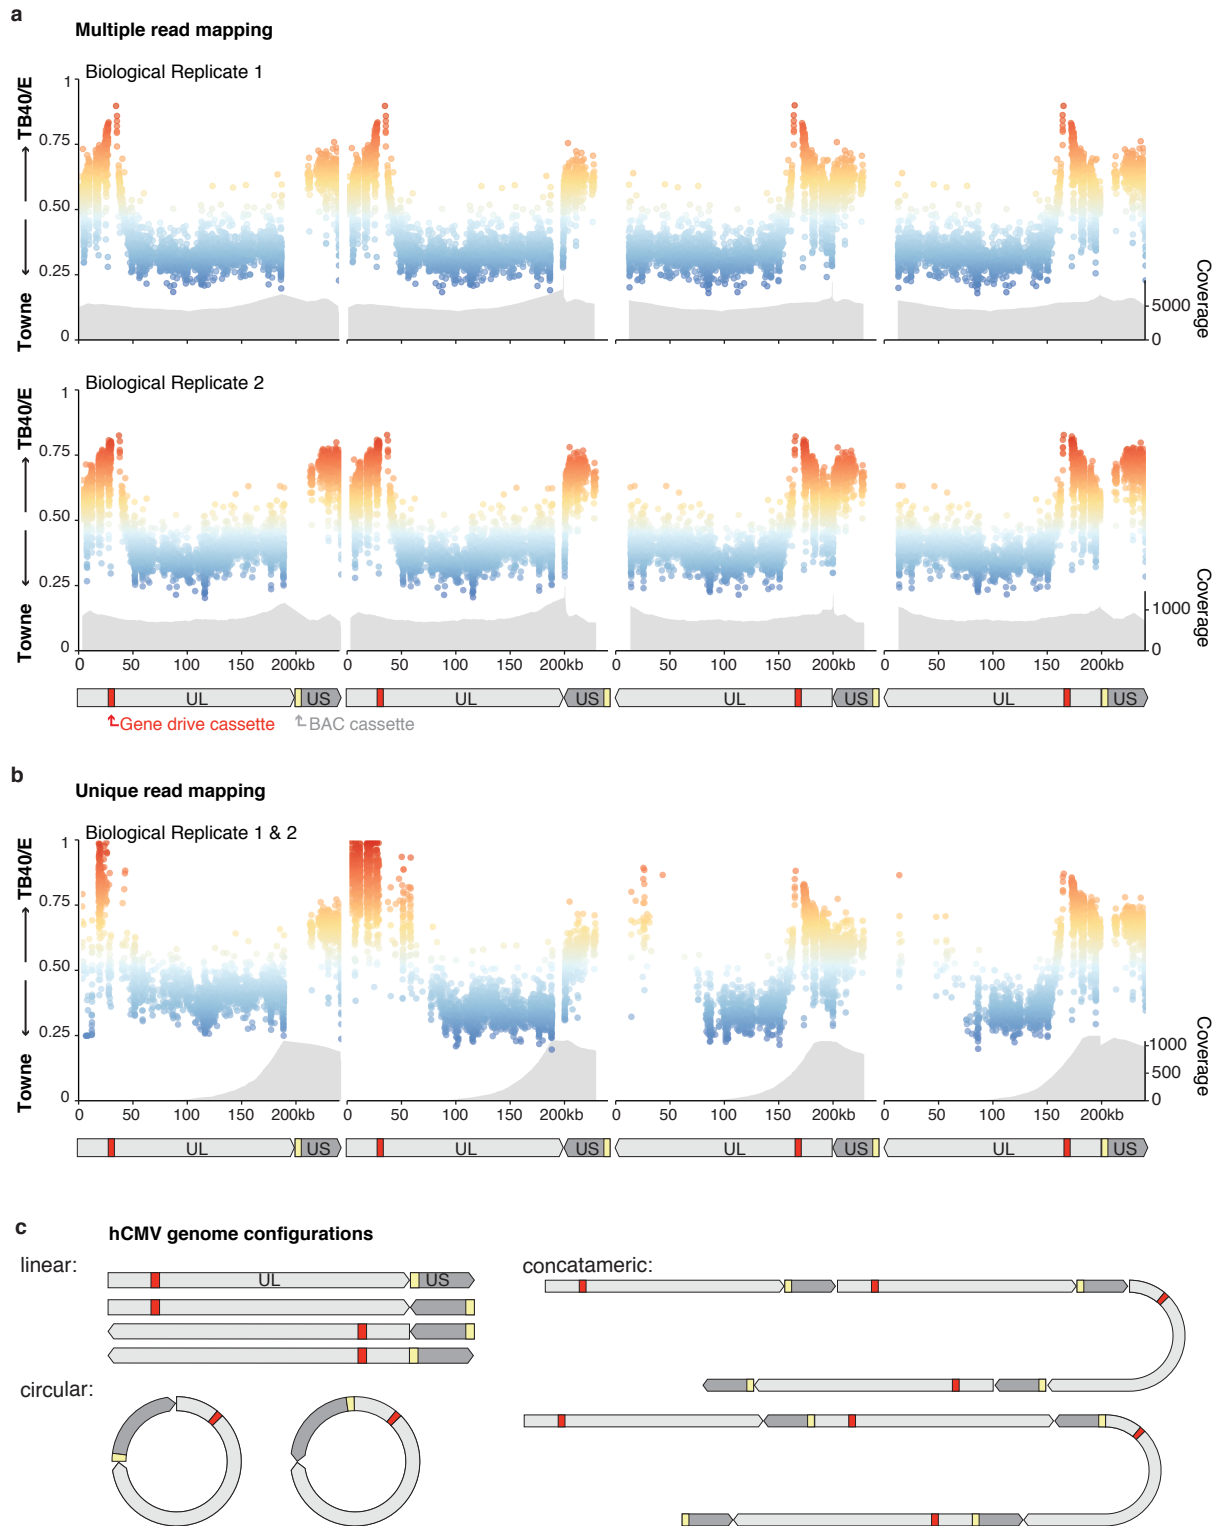 a
Multiple read mapping
Biological Replicate 1
1
0.75
0.50
0.25
0
TB40/E
Towne
5000
0
Coverage
Biological Replicate 2
1
0.75
0.50
0.25
0
TB40/E
Towne
1000
0
Coverage
0 50 100 150 200kb 0 50 100 150 200kb 0 50 100 150 200kb 0 50 100 150 200kb
UL US UL US UL US UL US
Gene drive cassette BAC cassette
b
Unique read mapping
Biological Replicate 1 & 2
1
0.75
0.50
0.25
0
TB40/E
Towne
1000
500
0
Coverage
0 50 100 150 200kb 0 50 100 150 200kb 0 50 100 150 200kb 0 50 100 150 200kb
UL US UL US UL US UL US
c
hCMV genome configurations
linear:
UL US
circular:
concatameric: